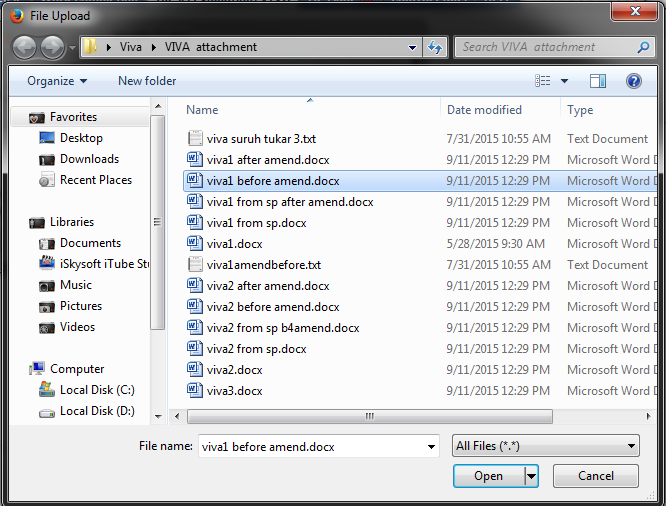 File Upload
Viva VIVA attachment
Search VIVA attachment
Organize
New folder
Name Date modified Type
Favorites
Desktop
Downloads
Recent Places
Libraries
Documents
iSkysoft iTube Stu
Music
Pictures
Videos
Computer
Local Disk (C:)
Local Disk (D:)
viva suruh tukar 3.txt 7/31/2015 10:55 AM Text Document
viva1 after amend.docx 9/11/2015 12:29 PM Microsoft Word D
viva1 before amend.docx 9/11/2015 12:29 PM Microsoft Word D
viva1 from sp after amend.docx 9/11/2015 12:29 PM Microsoft Word D
viva1 from sp.docx 9/11/2015 12:29 PM Microsoft Word D
viva1.docx 5/28/2015 9:30 AM Microsoft Word D
viva1amendbefore.txt 7/31/2015 10:55 AM Text Document
viva2 after amend.docx 9/11/2015 12:29 PM Microsoft Word D
viva2 before amend.docx 9/11/2015 12:29 PM Microsoft Word D
viva2 from sp b4amend.docx 9/11/2015 12:29 PM Microsoft Word D
viva2 from sp.docx 9/11/2015 12:29 PM Microsoft Word D
viva2.docx 9/11/2015 12:29 PM Microsoft Word D
viva3.docx 9/11/2015 12:29 PM Microsoft Word D
File name: viva1 before amend.docx All Files (*.*)
Open Cancel